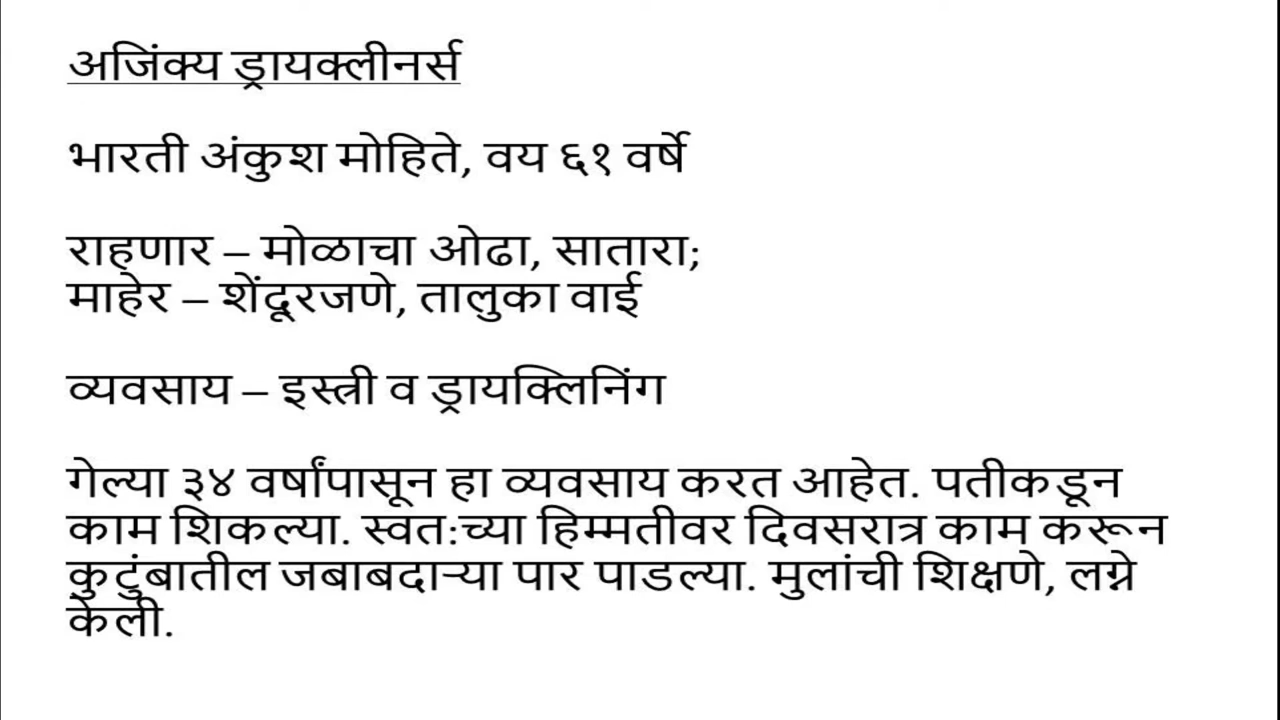 अजिंक्य ड्रायक्लीनर्स
भारती अंकुश मोहिते, वय ६१ वर्षे
राहणार – मोळाचा ओढा, सातारा;
माहेर – शेंदूरजणे, तालुका वाई
व्यवसाय – इस्त्री व ड्रायक्लिनिंग
गेल्या ३४ वर्षांपासून हा व्यवसाय करत आहेत. पतीकडून
काम शिकल्या. स्वत:च्या हिम्मतीवर दिवसरात्र काम करून
कुटुंबातील जबाबदाऱ्या पार पाडल्या. मुलांची शिक्षणे, लग्ने
केली.